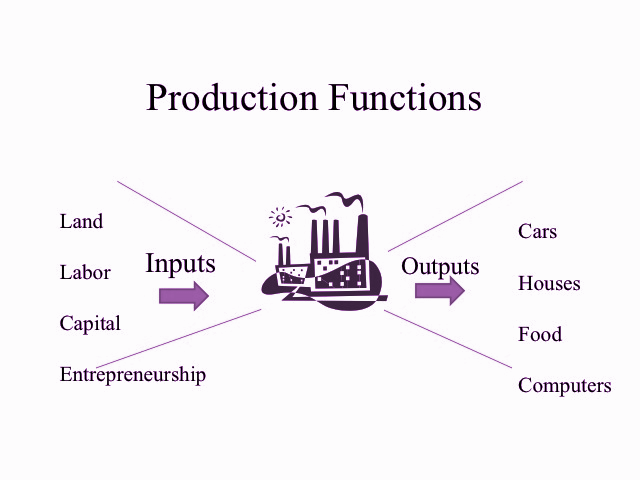 Production Functions
Land
Labor
Capital
Entrepreneurship
Inputs
Outputs
Cars
Houses
Food
Computers